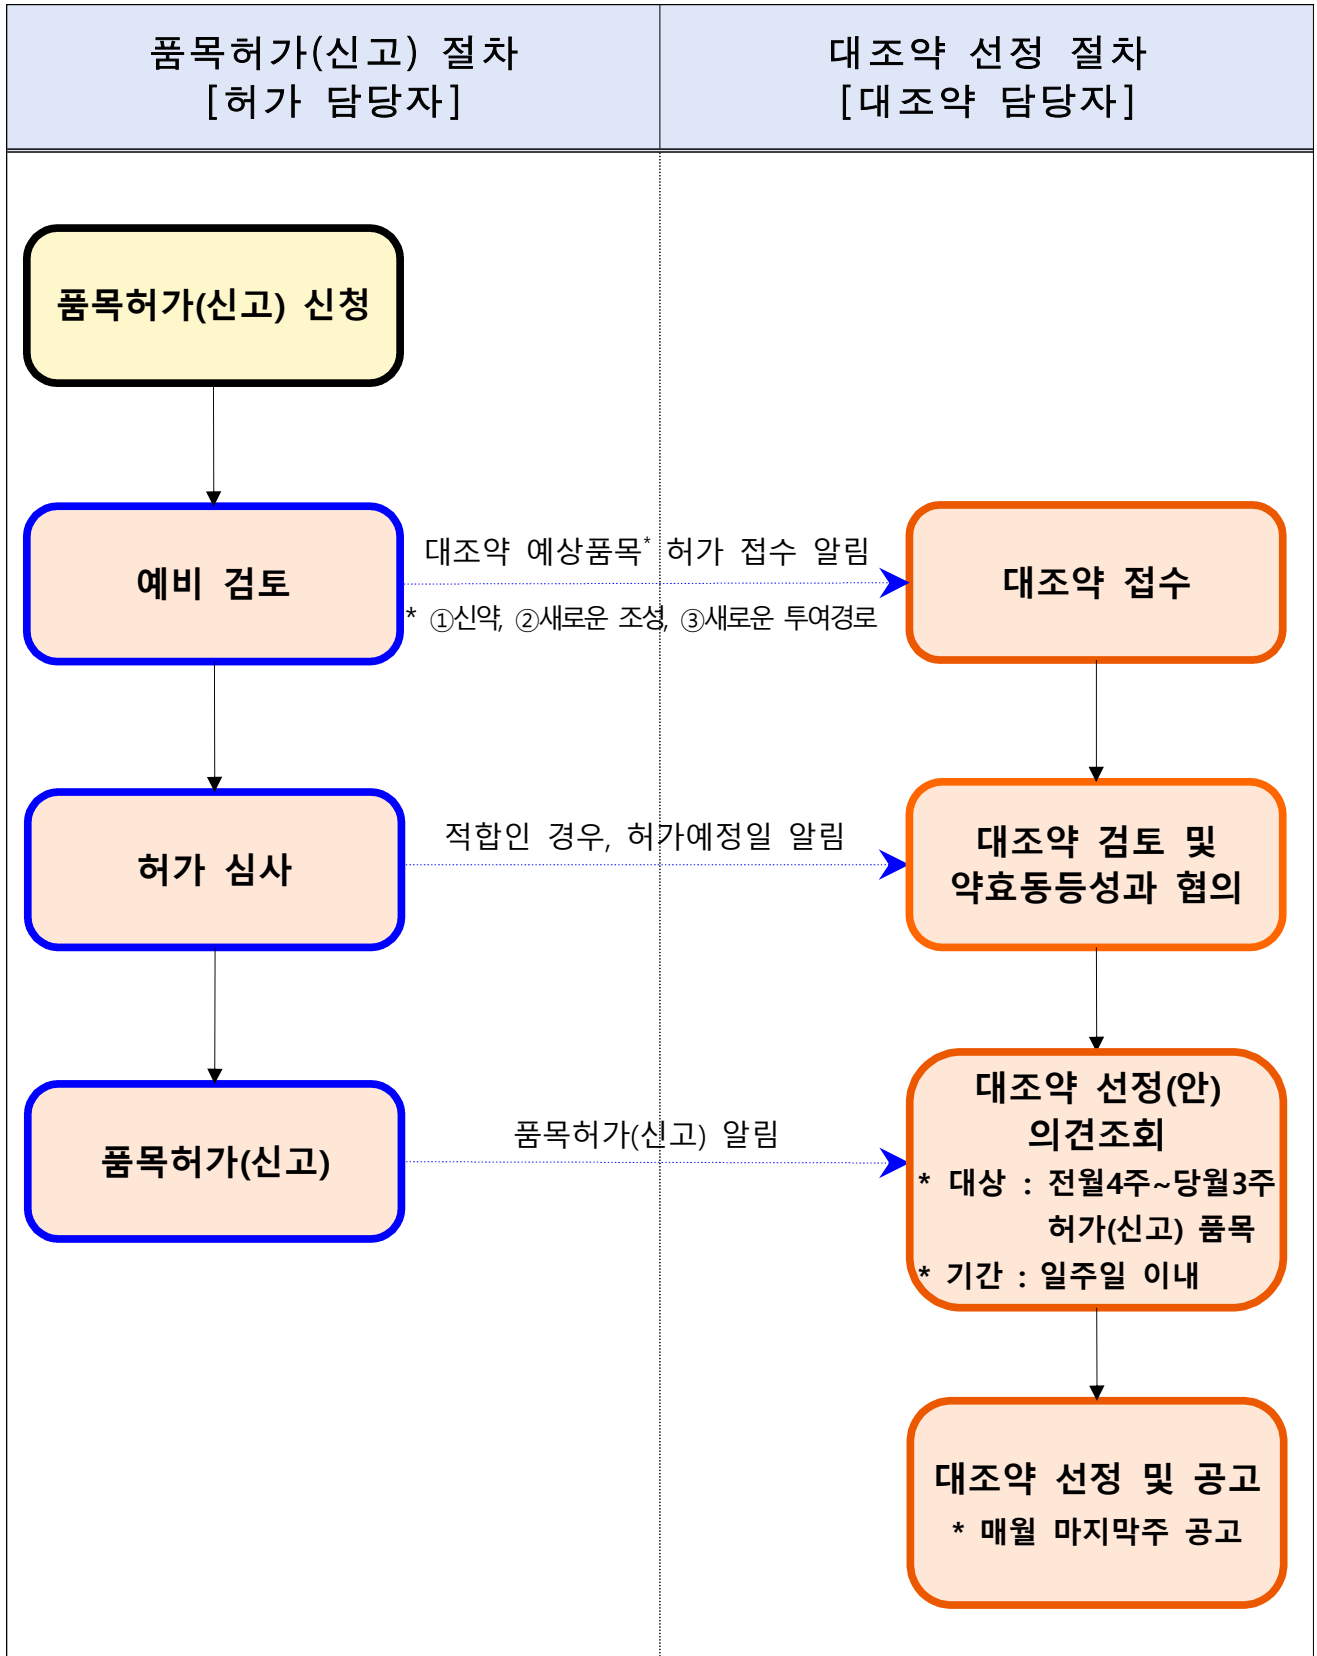 품목허가(신고) 절차
[허가 담당자]
대조약 선정 절차
[대조약 담당자]
품목허가(신고) 신청
예비 검토
대조약 예상품목* 허가 접수 알림
* ①신약, ②새로운 조성, ③새로운 투여경로
대조약 접수
허가 심사
적합인 경우, 허가예정일 알림
대조약 검토 및
약효동등성과 협의
품목허가(신고)
품목허가(신고) 알림
대조약 선정(안)
의견조회
* 대상 : 전월4주~당월3주
허가(신고) 품목
* 기간 : 일주일 이내
대조약 선정 및 공고
* 매월 마지막주 공고